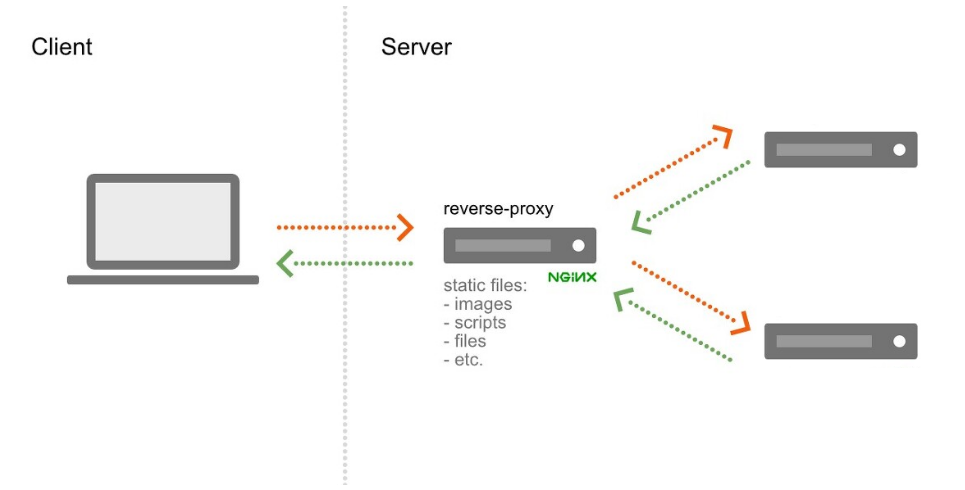 Client
Server
reverse-proxy
NGINX
static files:
- images
- scripts
- files
- etc.